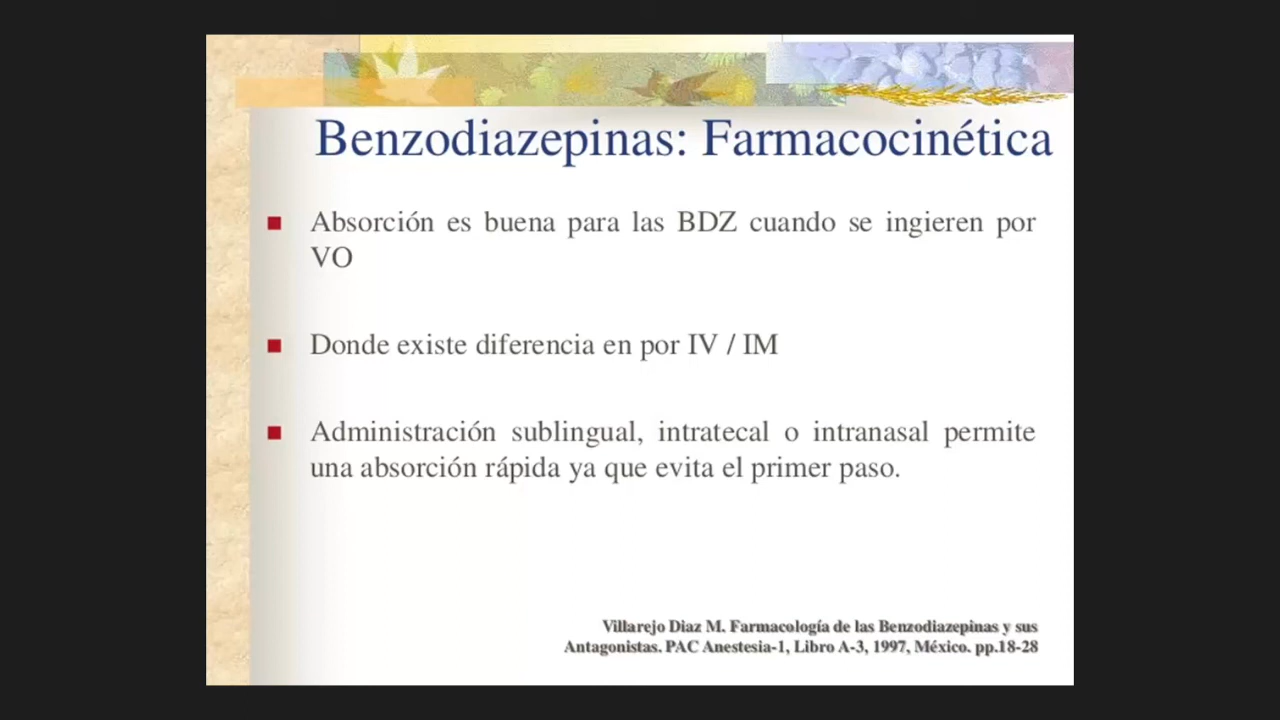 Benzodiazepinas: Farmacocinética
Absorción es buena para las BDZ cuando se ingieren por
VO
Donde existe diferencia en por IV / IM
Administración sublingual, intratecal o intranasal permite
una absorción rápida ya que evita el primer paso.
Villarejo Diaz M. Farmacología de las Benzodiazepinas y sus
Antagonistas. PAC Anestesia-1, Libro A-3, 1997, México. pp.18-28